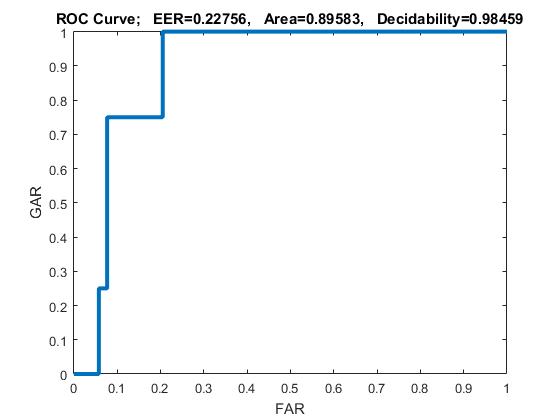 ROC Curve;   EER=0.22756,   Area=0.89583,   Decidability=0.98459
1
0.9
0.8
0.7
0.6
0.5
0.4
0.3
0.2
0.1
0
GAR
0 0.1 0.2 0.3 0.4 0.5 0.6 0.7 0.8 0.9 1
FAR